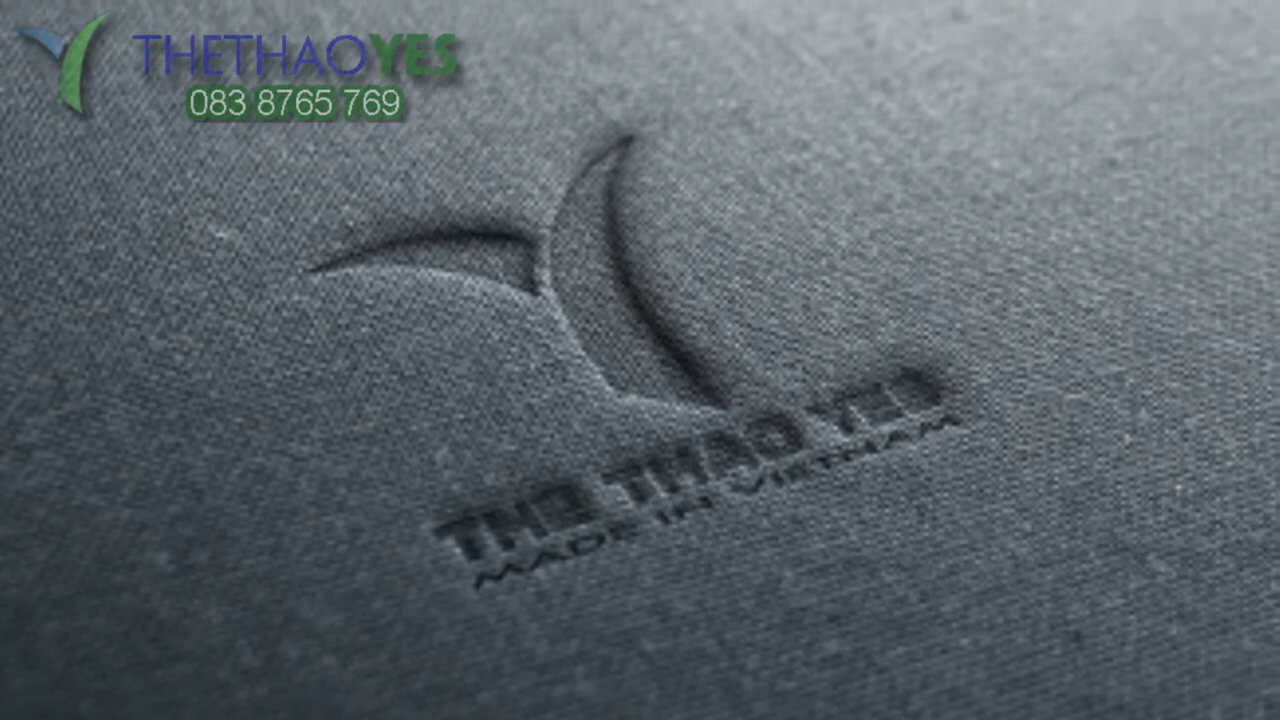 THETHAOYES
083 8765 769
THE THAO YES
MADE IN VIETNAM